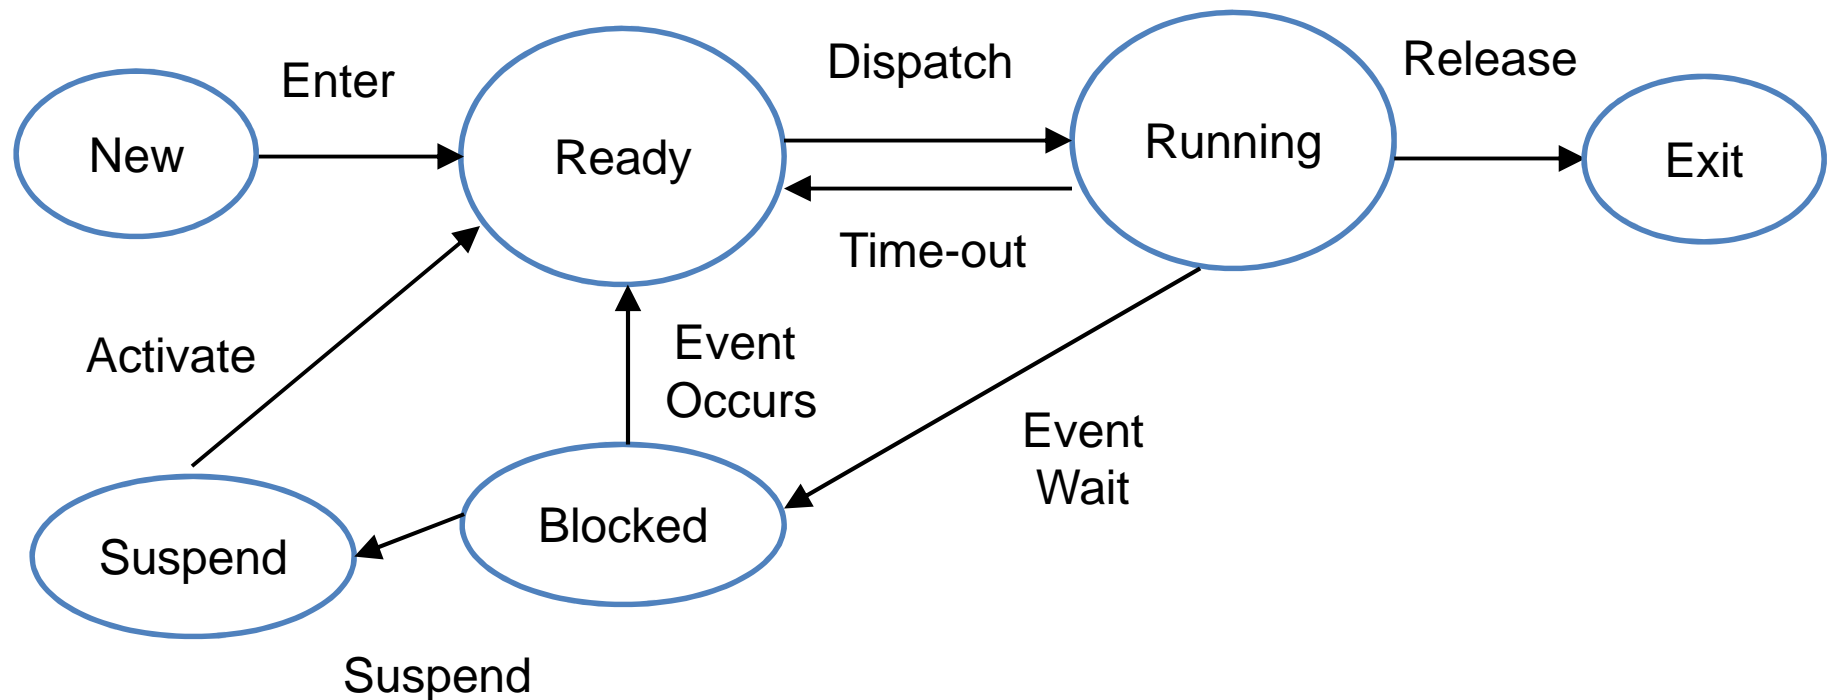 Enter
Dispatch
Release
New
Ready
Running
Exit
Time-out
Activate
Event
Occurs
Event
Wait
Suspend
Blocked
Suspend